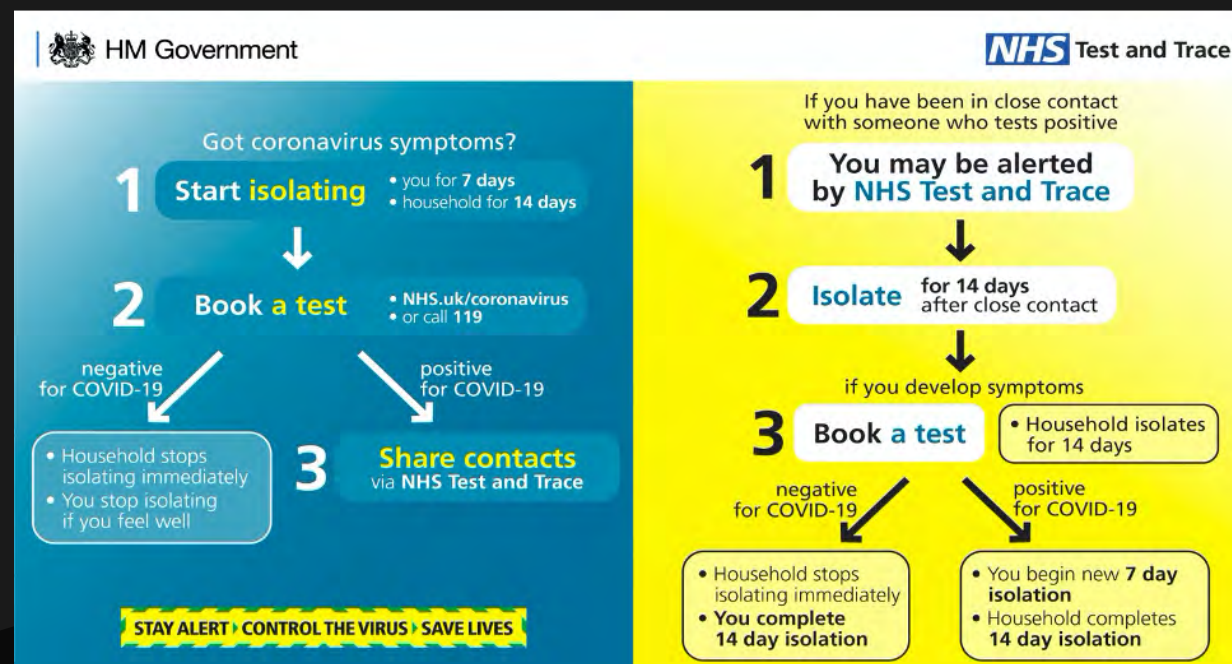 HM Government
NHS Test and Trace
Got coronavirus symptoms?
1
Start isolating
• you for 7 days
• household for 14 days
2
Book a test
• NHS.uk/coronavirus
• or call 119
negative
for COVID-19
positive
for COVID-19
• Household stops
isolating immediately
• You stop isolating
if you feel well
3
Share contacts
via NHS Test and Trace
STAY ALERT CONTROL THE VIRUS SAVE LIVES
If you have been in close contact
with someone who tests positive
1
You may be alerted
by NHS Test and Trace
2
Isolate
for 14 days
after close contact
if you develop symptoms
3
Book a test
• Household isolates
for 14 days
negative
for COVID-19
positive
for COVID-19
• Household stops
isolating immediately
• You complete
14 day isolation
• You begin new 7 day
isolation
• Household completes
14 day isolation